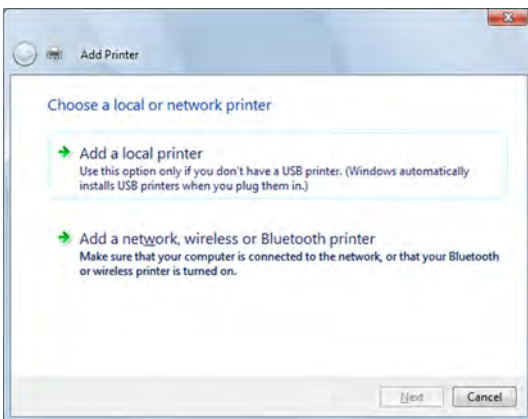 Add Printer
Choose a local or network printer
Add a local printer
Use this option only if you don't have a USB printer. (Windows automatically
installs USB printers when you plug them in.)
Add a network, wireless or Bluetooth printer
Make sure that your computer is connected to the network, or that your Bluetooth
or wireless printer is turned on.
Next Cancel